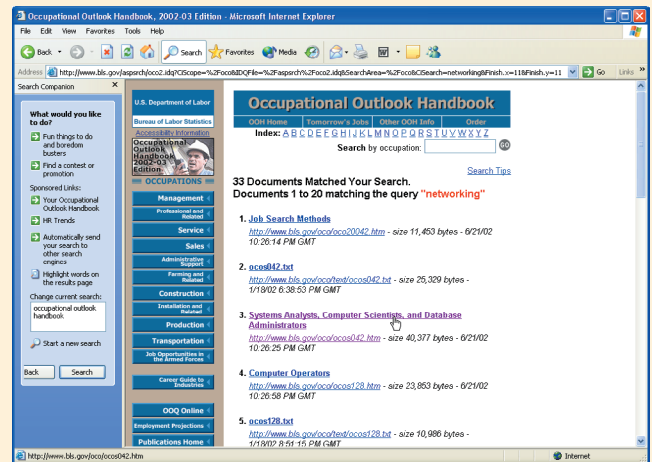 Occupational Outlook Handbook, 2002-03 Edition - Microsoft Internet Explorer
File Edit View Favorites Tools Help
Back Search Favorites Media
Address http://www.bls.gov/aspsrch/oco2.idq?CiScope=%2Foco&IDQFile=%2Faspsrch%2Foco2.idq&SearchArea=%2Foco&CiSearch=networking&Finish.x=11&Finish.y=11 Go Links »
Search Companion ×
What would you like
to do?
Fun things to do
and boredom
busters
Find a contest or
promotion
Sponsored Links:
Your Occupational
Outlook Handbook
HR Trends
Automatically send
your search to
other search
engines
Highlight words on
the results page
Change current search:
occupational outlook
handbook
Start a new search
Back Search
U.S. Department of Labor
Bureau of Labor Statistics
Accessibility Information
Occupational
Outlook
Handbook
2002-03
Edition
OCCUPATIONS
Management
Professional and
Related
Service
Sales
Administrative
Support
Farming and
Related
Construction
Installation and
Related
Production
Transportation
Job Opportunities in
the Armed Forces
Career Guide to
Industries
OOQ Online
Employment Projections
Publications Home
Occupational Outlook Handbook
OOH Home Tomorrow's Jobs Other OOH Info Order
Index: A B C D E F G H I J K L M N O P Q R S T U V W X Y Z
Search by occupation: GO
Search Tips
33 Documents Matched Your Search.
Documents 1 to 20 matching the query "networking"
1. Job Search Methods
http://www.bls.gov/oco/oco20042.htm - size 11,453 bytes - 6/21/02
10:26:14 PM GMT
2. ocos042.txt
http://www.bls.gov/oco/text/ocos042.txt - size 25,329 bytes -
1/18/02 6:38:53 PM GMT
3. Systems Analysts, Computer Scientists, and Database
Administrators
http://www.bls.gov/oco/ocos042.htm - size 40,377 bytes - 6/21/02
10:26:25 PM GMT
4. Computer Operators
http://www.bls.gov/oco/ocos128.htm - size 23,853 bytes - 6/21/02
10:26:58 PM GMT
5. ocos128.txt
http://www.bls.gov/oco/text/ocos128.txt - size 10,986 bytes -
1/18/02 8:51:15 PM GMT
http://www.bls.gov/oco/ocos042.htm Internet